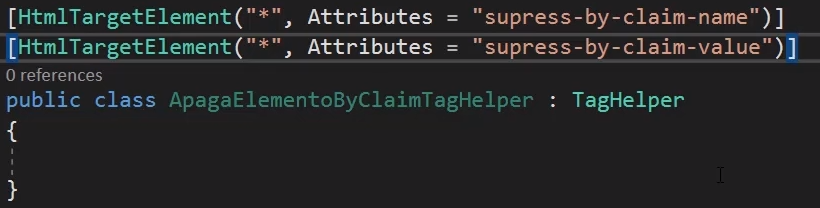 [HtmlTargetElement("*", Attributes = "supress-by-claim-name")]
[HtmlTargetElement("*", Attributes = "supress-by-claim-value")]
0 references
public class ApagaElementoByClaimTagHelper : TagHelper
{
}